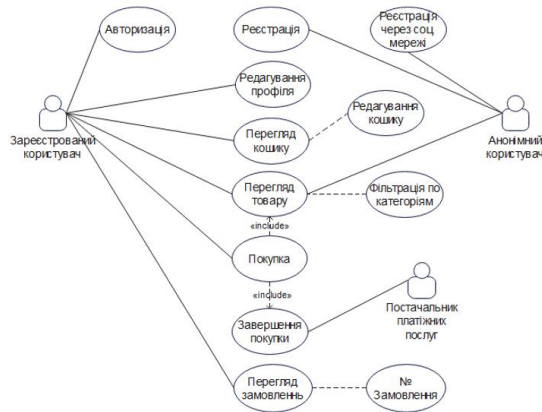 Авторизація
Реєстрація
Реєстрація
через соц
мережі
Редагування
профіля
Редагування
кошику
Зареєстрований
користувач
Перегляд
кошику
Анонімний
користувач
Перегляд
товару
Фільтрація по
категоріям
«include»
Покупка
«include»
Завершення
покупки
Постачальник
платіжних
послуг
Перегляд
замовленнь
№
Замовлення